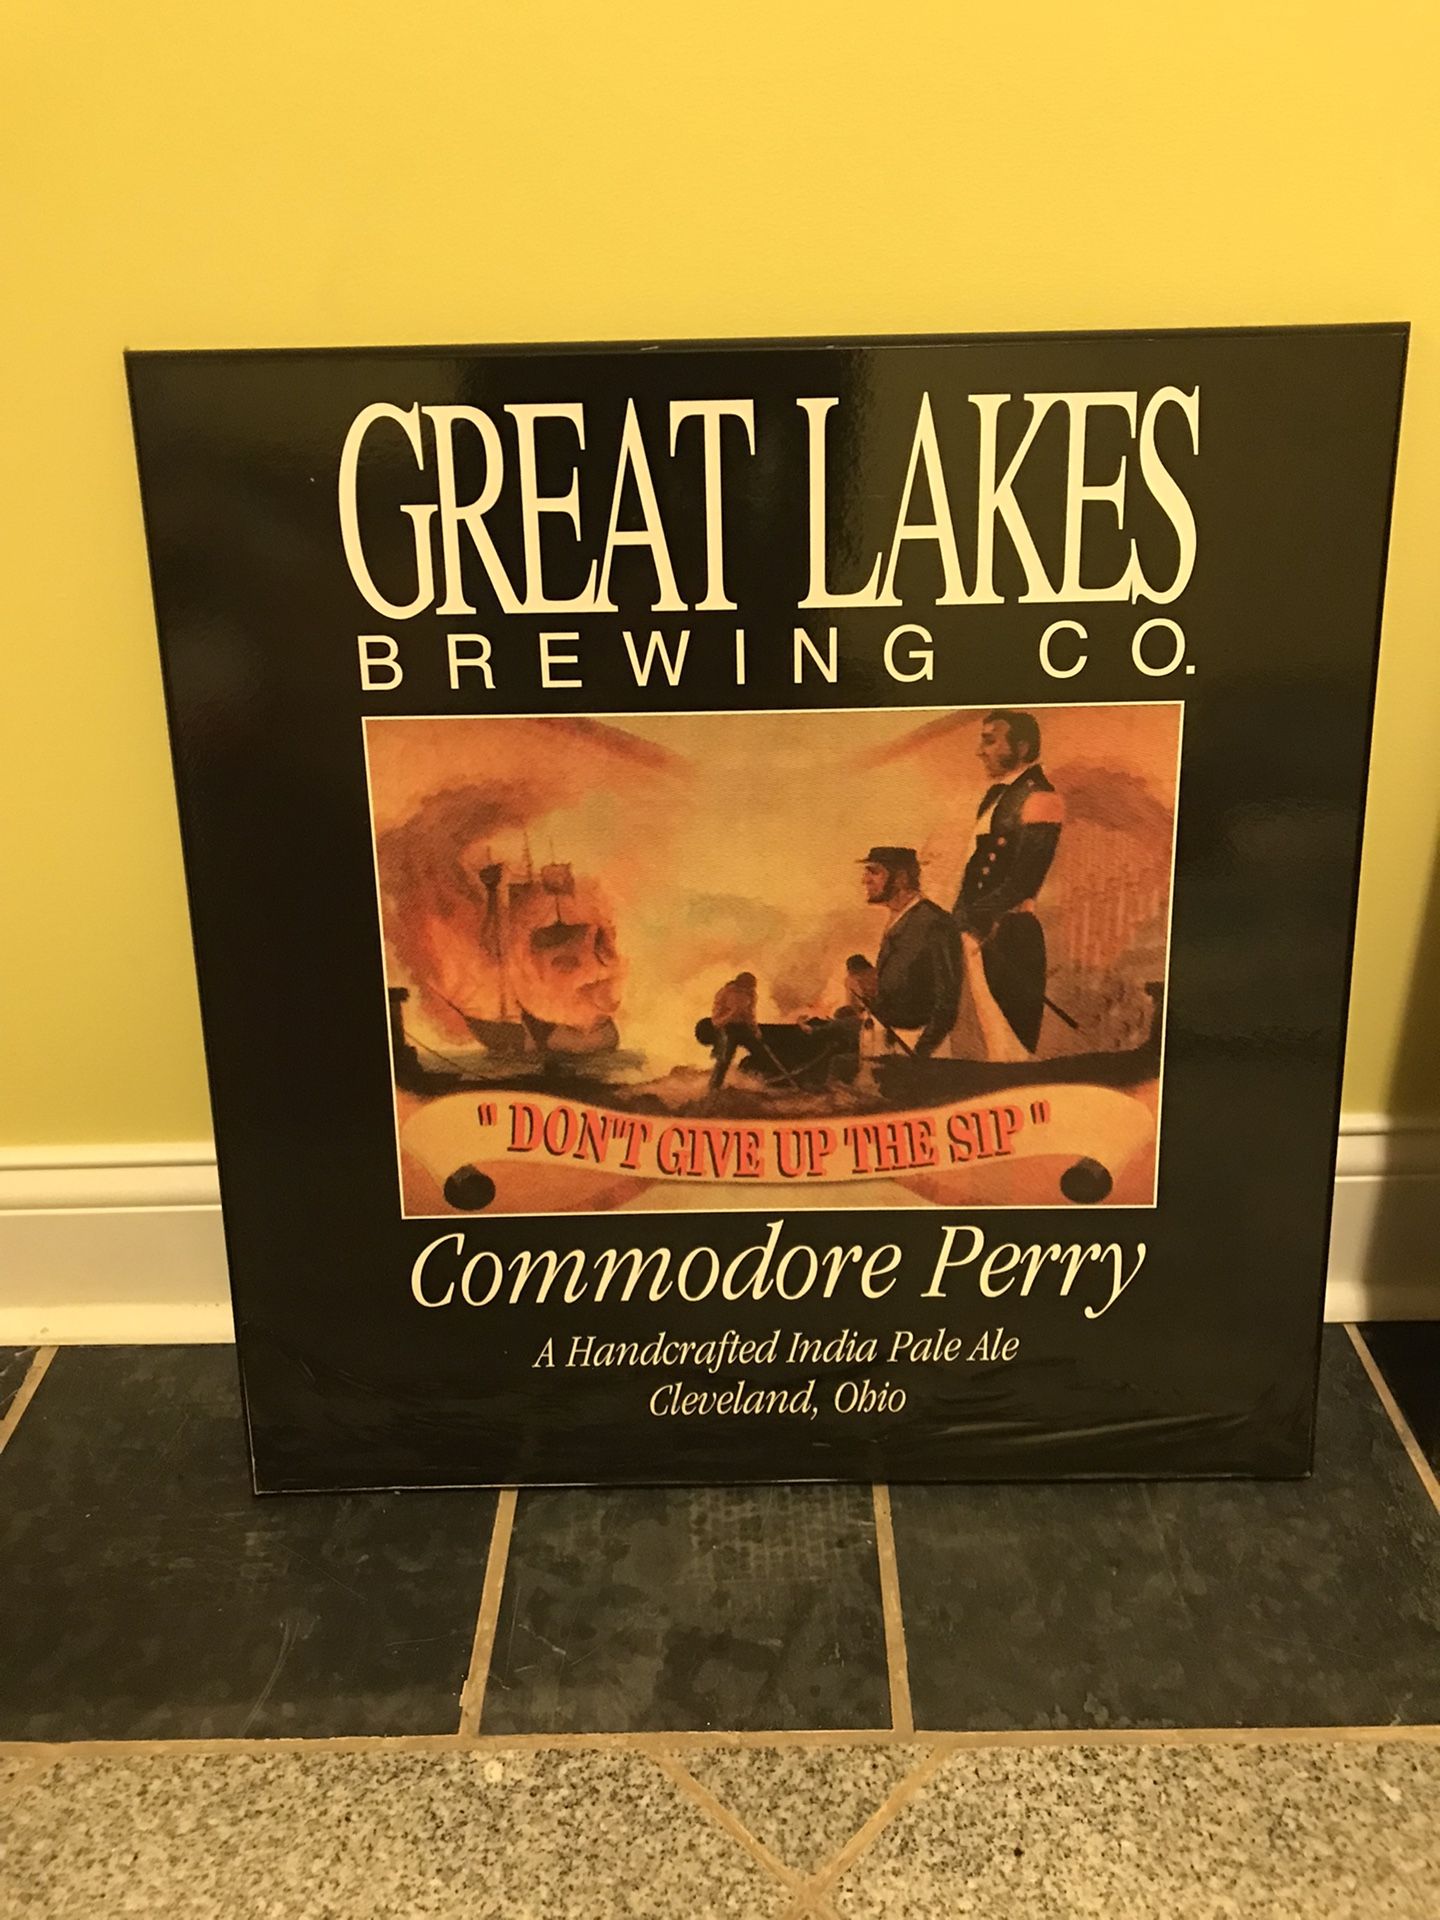 GREAT LAKES
BREWING CO.
" DON"T GIVE UP THE SIP "
Commodore Perry
A Handcrafted India Pale Ale
Cleveland, Ohio